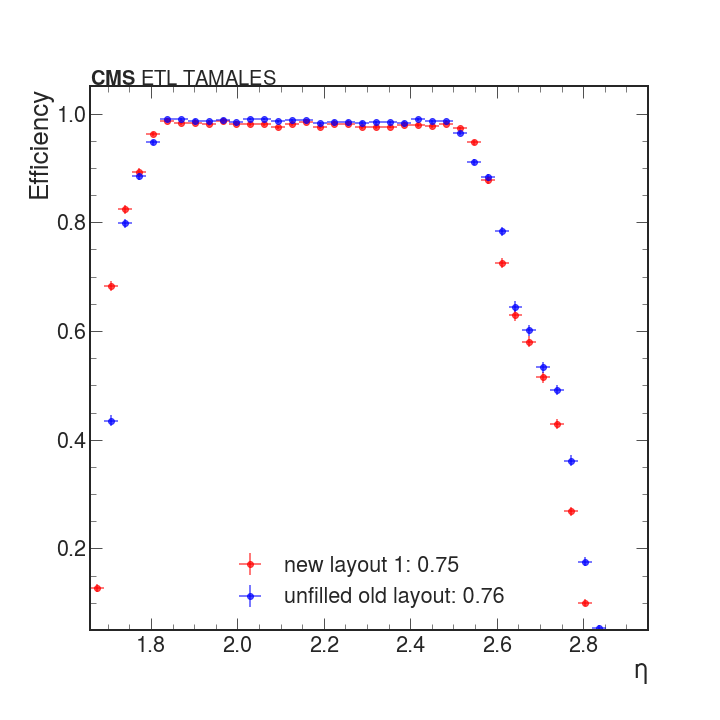 CMS ETL TAMALES
Efficiency
1.0
0.8
0.6
0.4
0.2
new layout 1: 0.75
unfilled old layout: 0.76
1.8 2.0 2.2 2.4 2.6 2.8
η